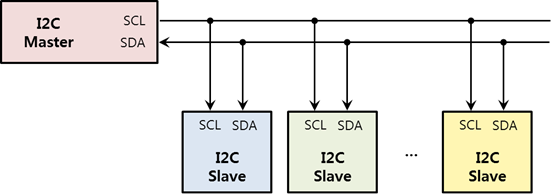 I2C
Master
SCL
SDA
SCL SDA
I2C
Slave
SCL SDA
I2C
Slave
...
SCL SDA
I2C
Slave